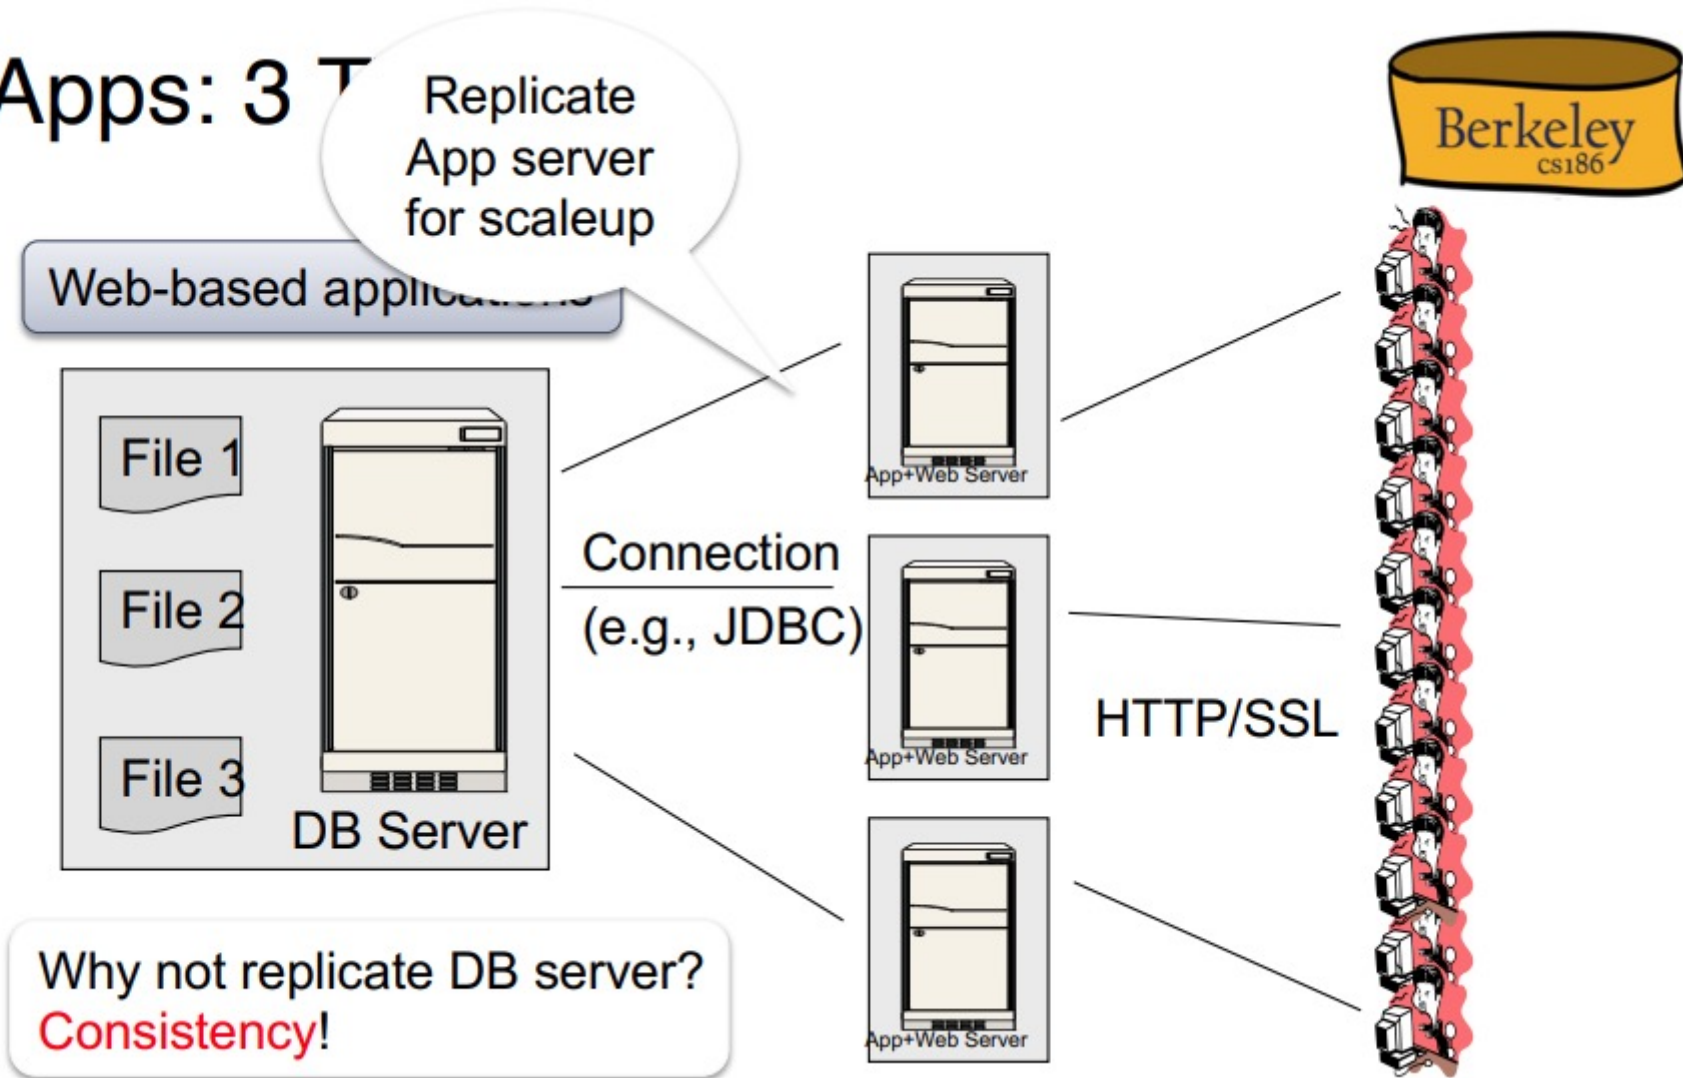 Apps: 3 T
Replicate
App server
for scaleup
Berkeley
cs186
Web-based
File 1
File 2
File 3
DB Server
Connection
(e.g., JDBC)
App+Web Server
App+Web Server
App+Web Server
HTTP/SSL
Why not replicate DB server?
Consistency!